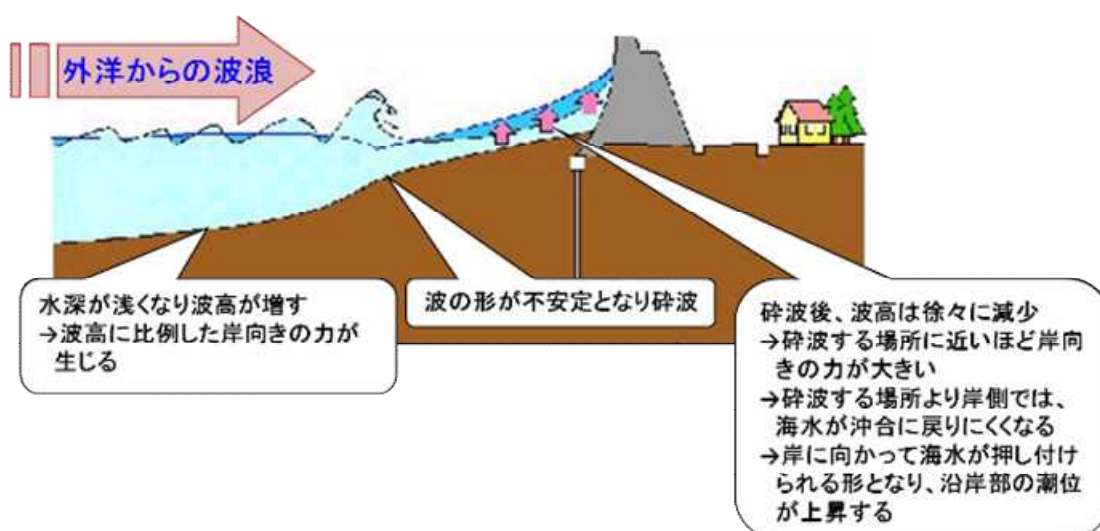 外洋からの波浪
水深が浅くなり波高が増す
→波高に比例した岸向きの力が
生じる
波の形が不安定となり砕波
砕波後、波高は徐々に減少
→砕波する場所に近いほど岸向
きの力が大きい
→砕波する場所より岸側では、
海水が沖合に戻りにくくなる
→岸に向かって海水が押し付け
られる形となり、沿岸部の潮位
が上昇する